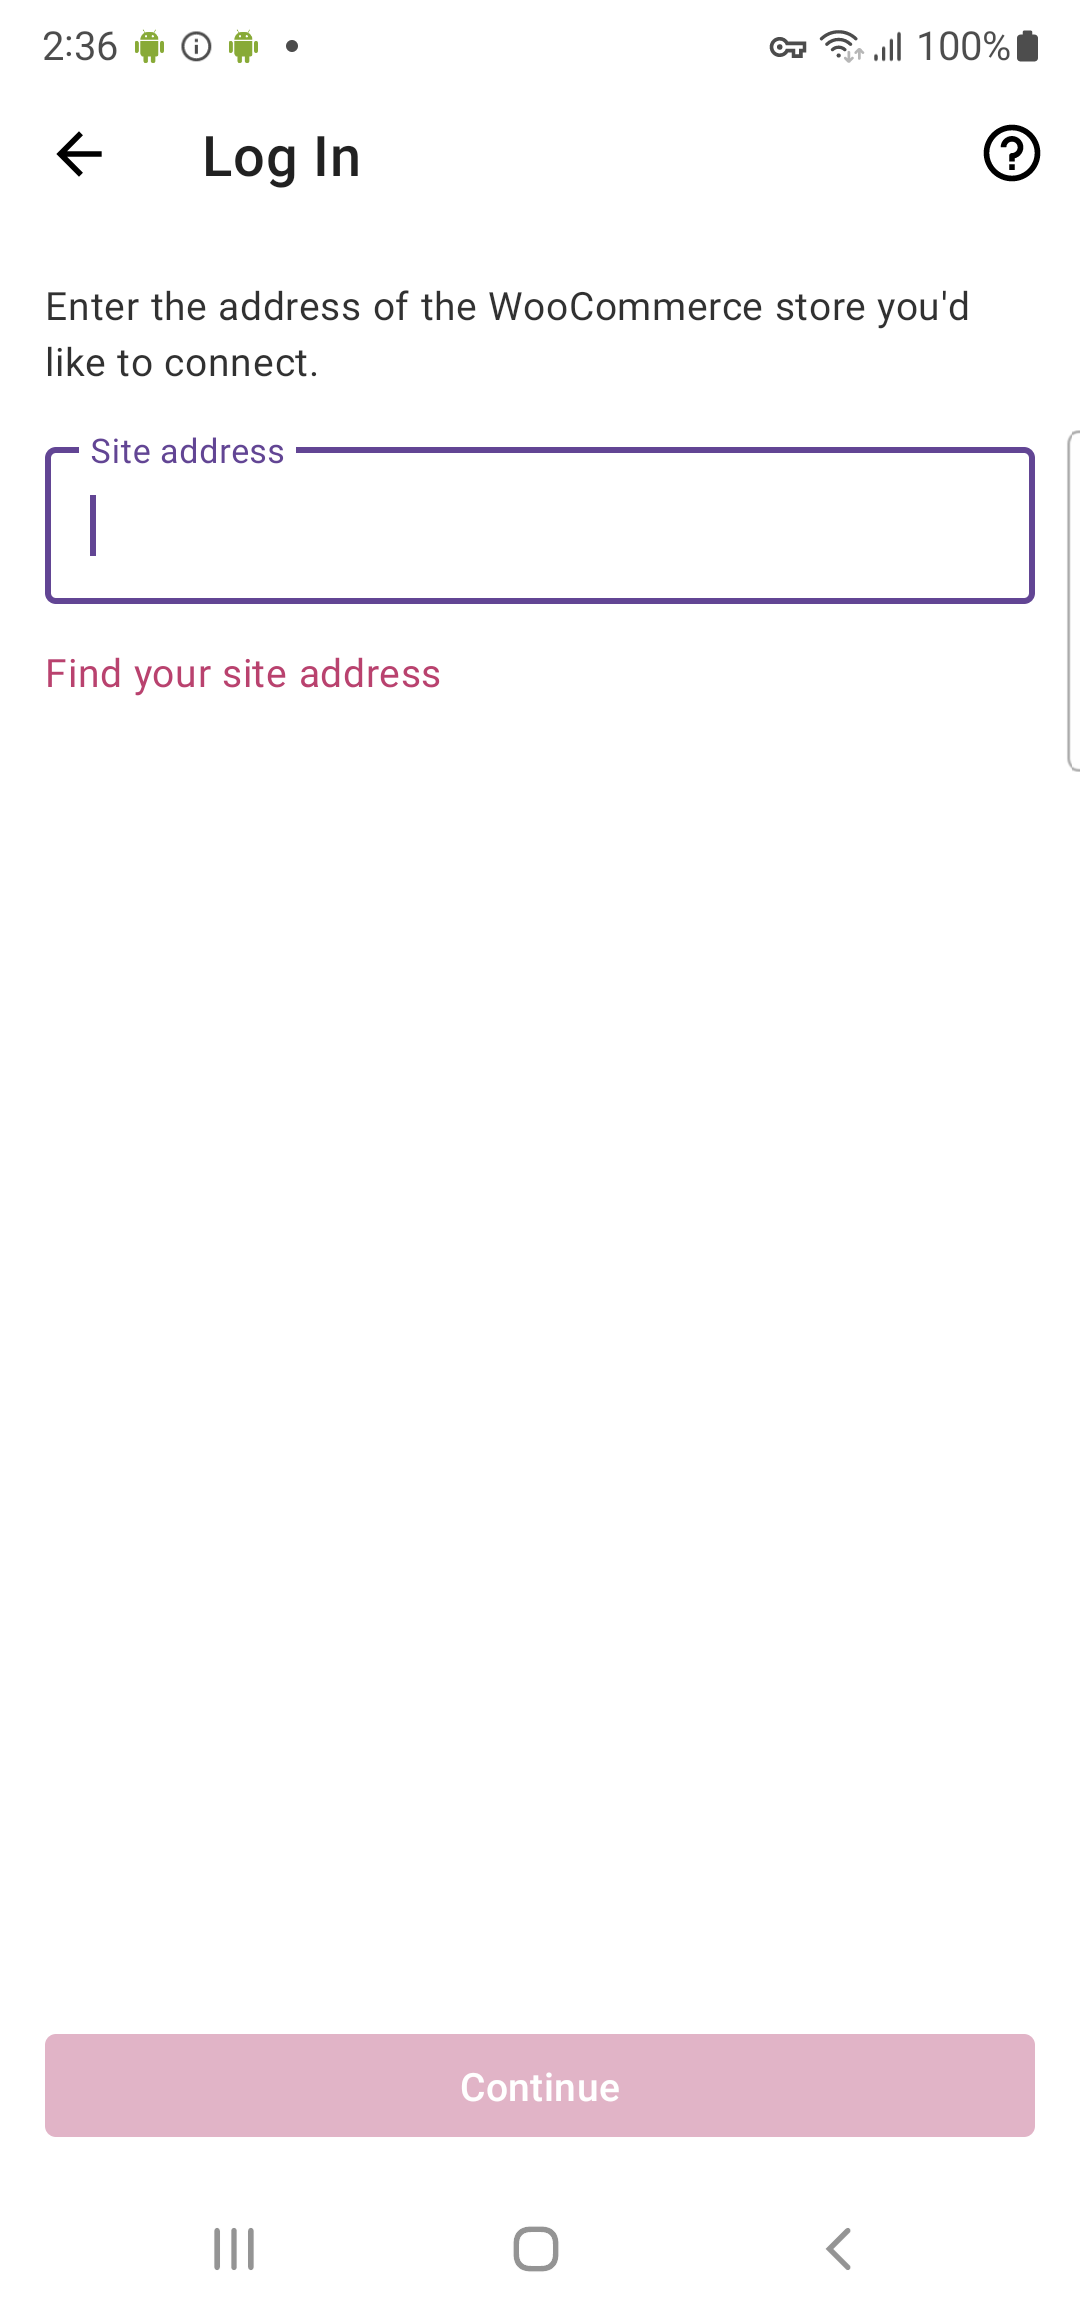 2:36 100%
Log In
Enter the address of the WooCommerce store you'd
like to connect.
Site address
Find your site address
Continue